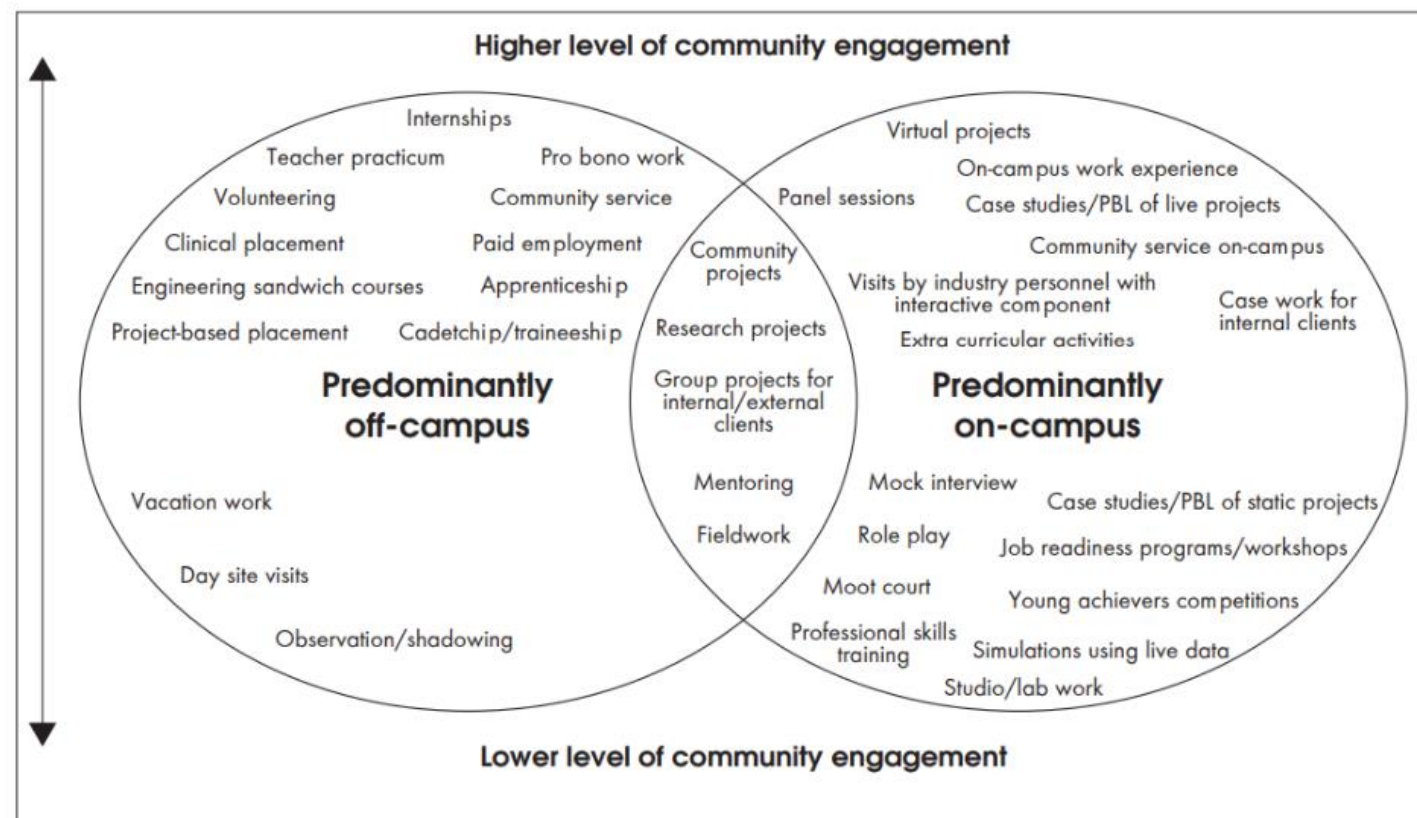 Higher level of community engagement
Internships
Teacher practicum
Pro bono work
Volunteering
Community service
Clinical placement
Paid employment
Engineering sandwich courses
Apprenticeship
Project-based placement
Cadetchip/traineeship
Predominantly
off-campus
Vacation work
Day site visits
Observation/shadowing
Community
projects
Research projects
Group projects for
internal/external
clients
Mentoring
Fieldwork
Virtual projects
On-campus work experience
Panel sessions
Case studies/PBL of live projects
Community service on-campus
Visits by industry personnel with
interactive component
Case work for
internal clients
Extra curricular activities
Predominantly
on-campus
Mock interview
Case studies/PBL of static projects
Role play
Job readiness programs/workshops
Moot court
Young achievers competitions
Professional skills
training
Simulations using live data
Studio/lab work
Lower level of community engagement